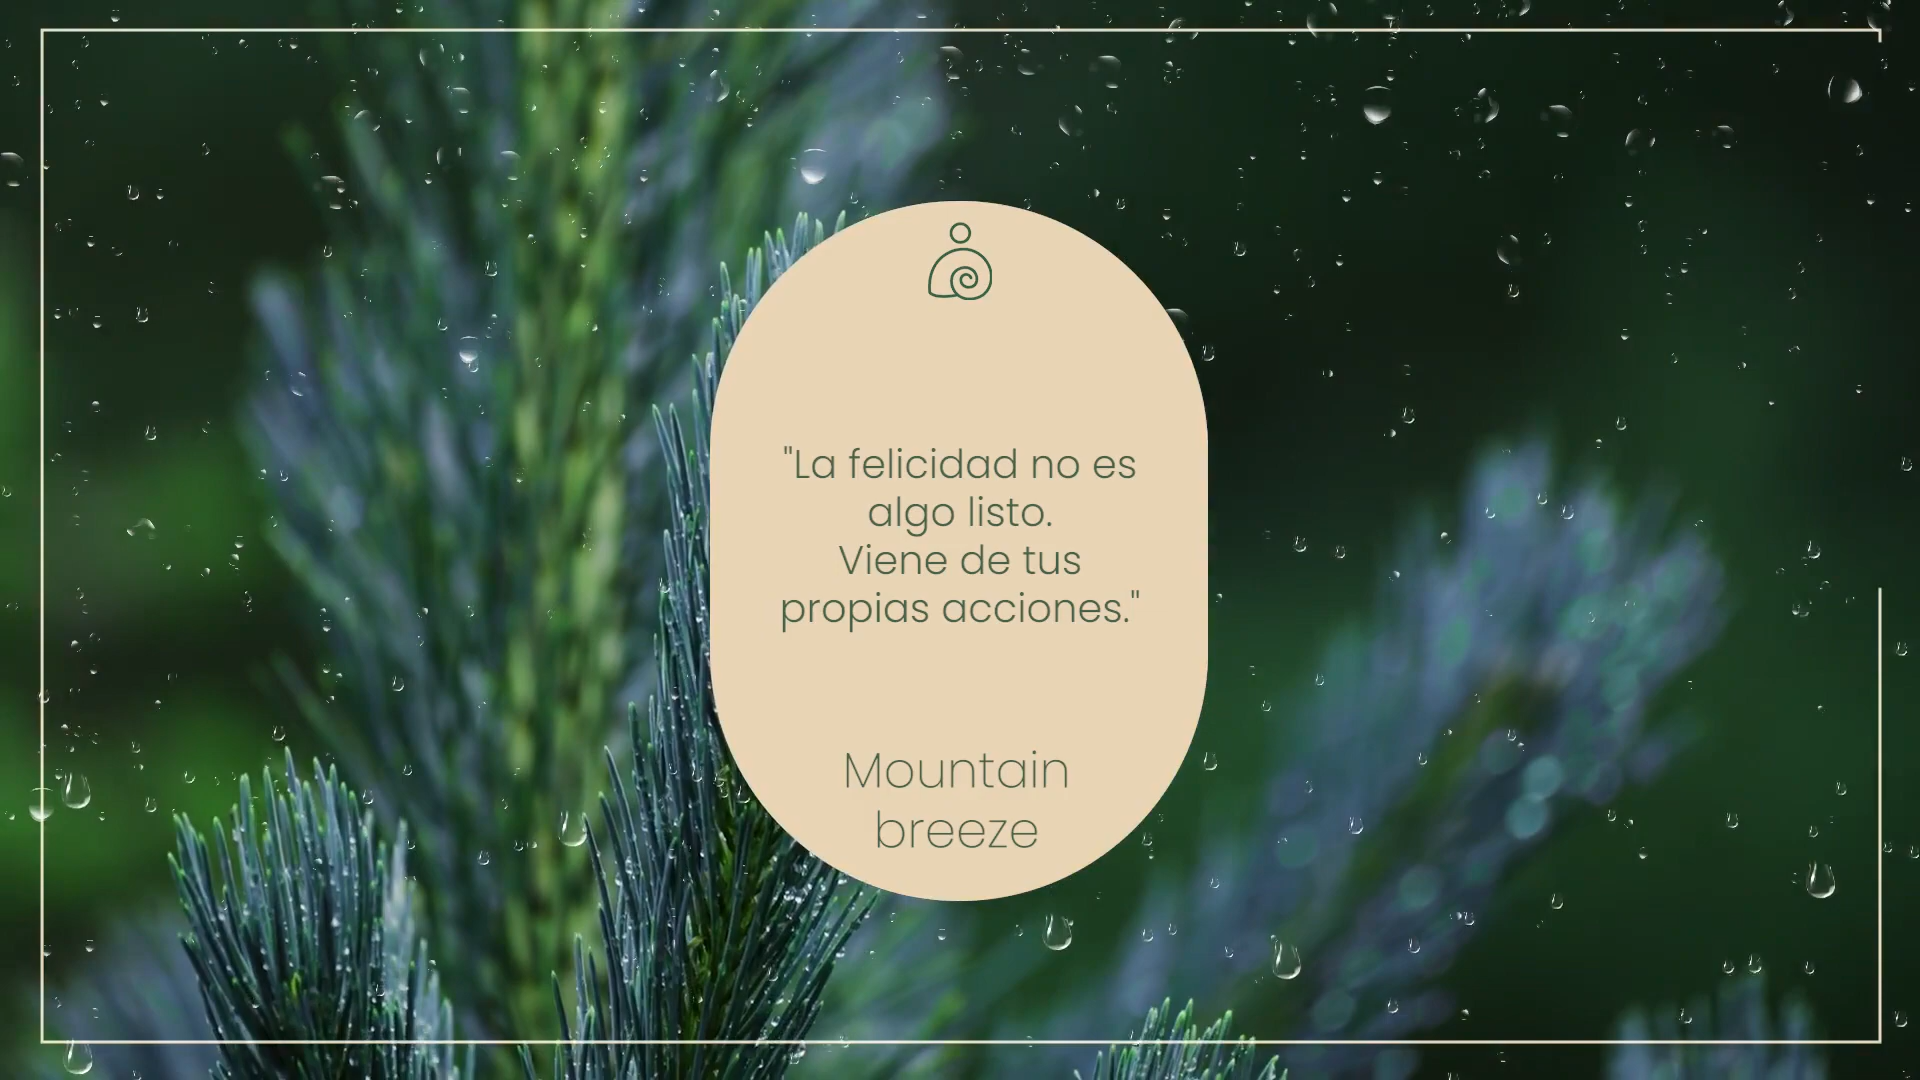 "La felicidad no es
algo listo.
Viene de tus
propias acciones."
Mountain
breeze